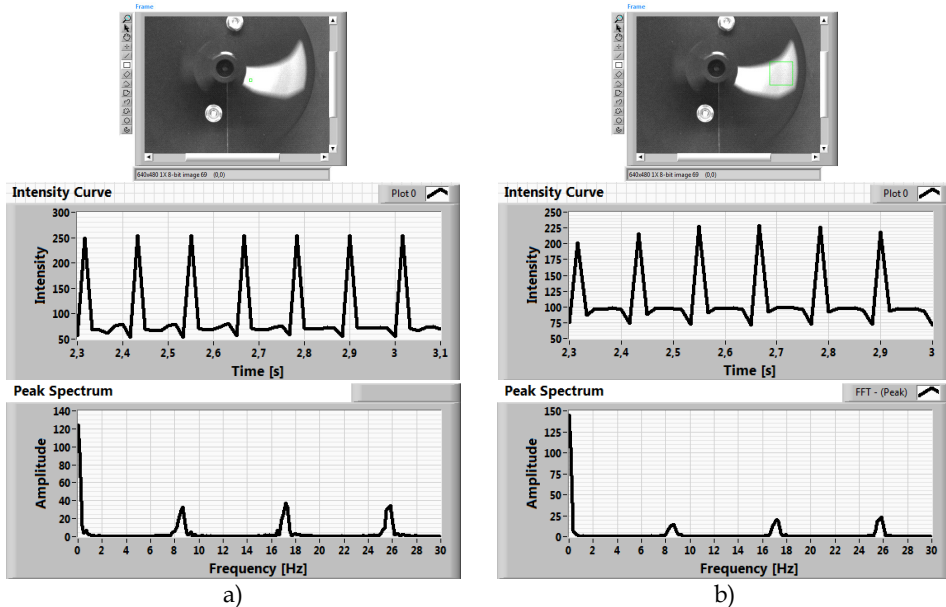 Frame
640x480 1X 8-bit image 69 (0,0)
Intensity Curve
Plot 0
300
250
200
150
100
50
Intensity
2,3 2,4 2,5 2,6 2,7 2,8 2,9 3 3,1
Time [s]
Peak Spectrum
140
120
100
80
60
40
20
0
Amplitude
0 2 4 6 8 10 12 14 16 18 20 22 24 26 28 30
Frequency [Hz]
a)
Frame
640x480 1X 8-bit image 69 (0,0)
Intensity Curve
Plot 0
250
225
200
175
150
125
100
75
50
Intensity
2,3 2,4 2,5 2,6 2,7 2,8 2,9 3
Time [s]
Peak Spectrum
FFT - (Peak)
150
125
100
75
50
25
0
Amplitude
0 2 4 6 8 10 12 14 16 18 20 22 24 26 28 30
Frequency [Hz]
b)